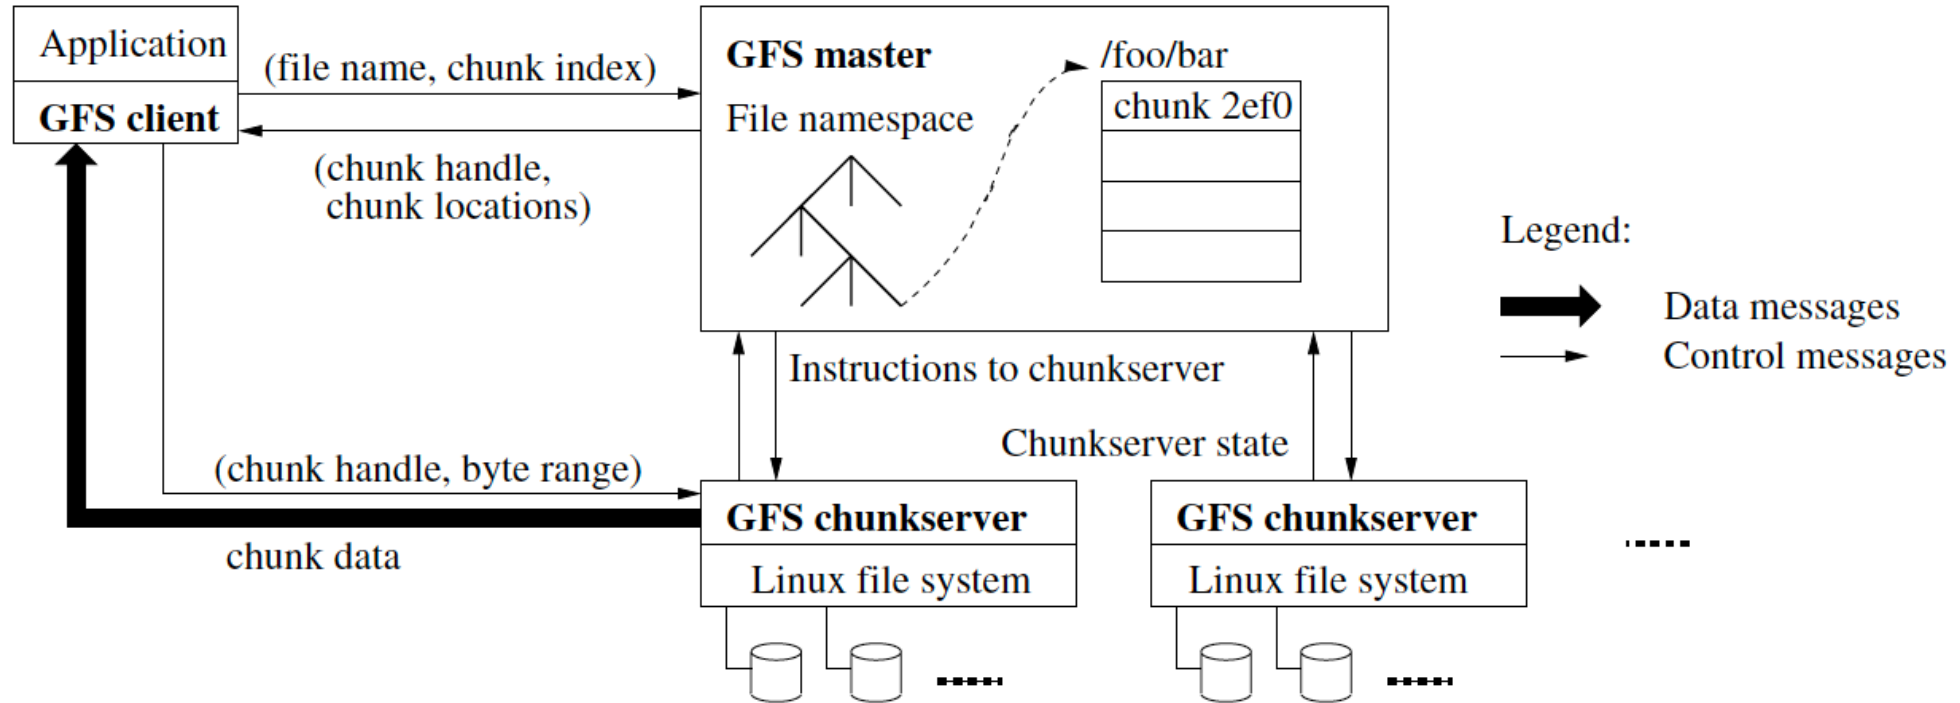 Application
GFS client
(file name, chunk index)
(chunk handle,
chunk locations)
GFS master
File namespace
/foo/bar
chunk 2ef0
Legend:
Data messages
Control messages
Instructions to chunkserver
Chunkserver state
(chunk handle, byte range)
chunk data
GFS chunkserver
Linux file system
GFS chunkserver
Linux file system